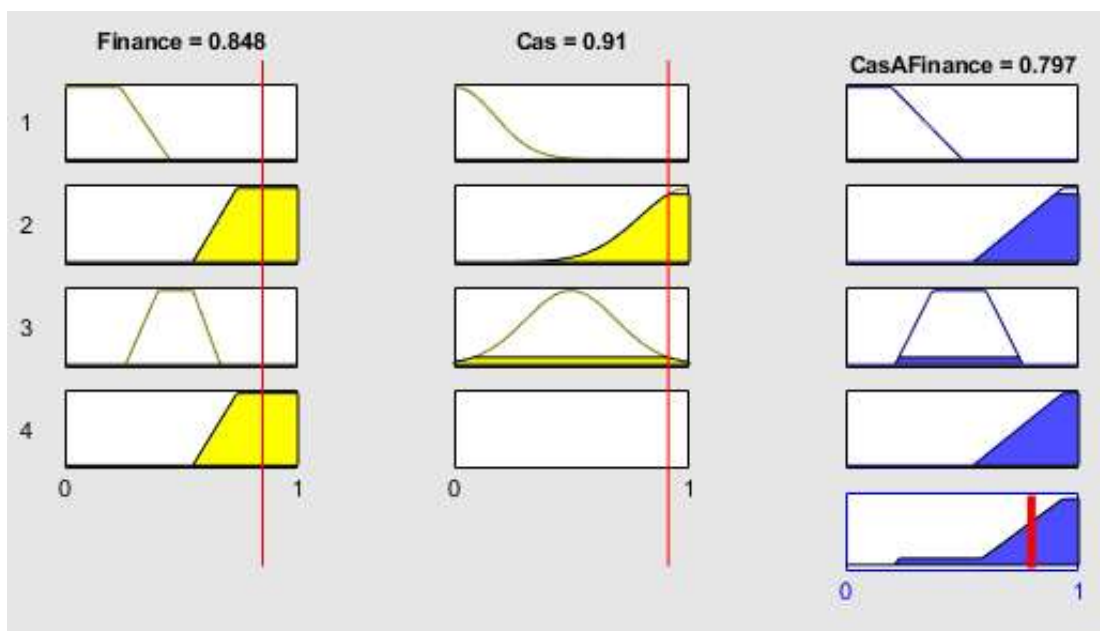 Finance = 0.848
Cas = 0.91
CasAFinance = 0.797
1
2
3
4
0 1
0 1
0 1